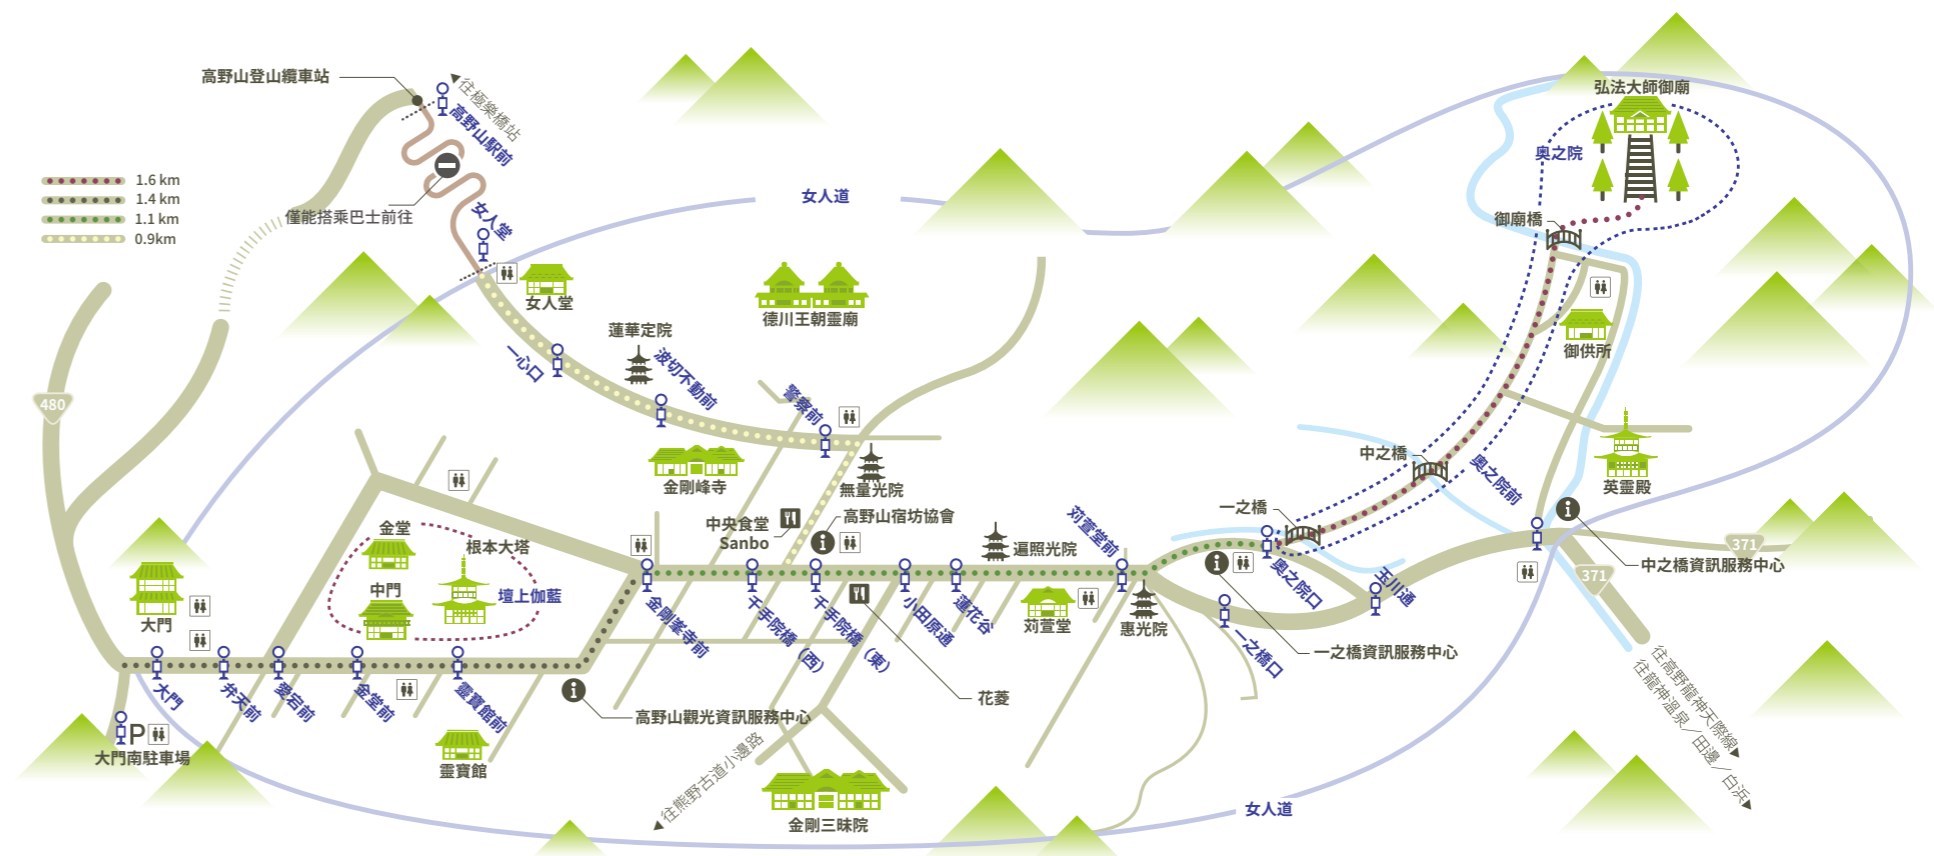 高野山登山纜車站
往極樂橋站
高野山駅前
1.6 km
1.4 km
1.1 km
0.9km
僅能搭乘巴士前往
女人堂
女人堂
女人道
弘法大師御廟
奥之院
御廟橋
御供所
德川王朝靈廟
蓮華定院
一心口
波切不動前
警察前
480
金剛峰寺
無量光院
中央食堂
Sanbo
高野山宿坊協會
中之橋
奥之院前
英靈殿
一之橋
金堂
根本大塔
中門
壇上伽藍
大門
苅萱堂前
遍照光院
苅萱堂
惠光院
奥之院口
玉川通
371
371
中之橋資訊服務中心
一之橋口
一之橋資訊服務中心
大門
弁天前
愛宕前
金堂前
靈寶館前
金剛峯寺前
千手院橋（西）
千手院橋（東）
小田原通
蓮花谷
花菱
高野山觀光資訊服務中心
P
大門南駐車場
靈寶館
往熊野古道小邊路
金剛三昧院
女人道
往高野龍神天際線
往龍神溫泉／田邊／白浜